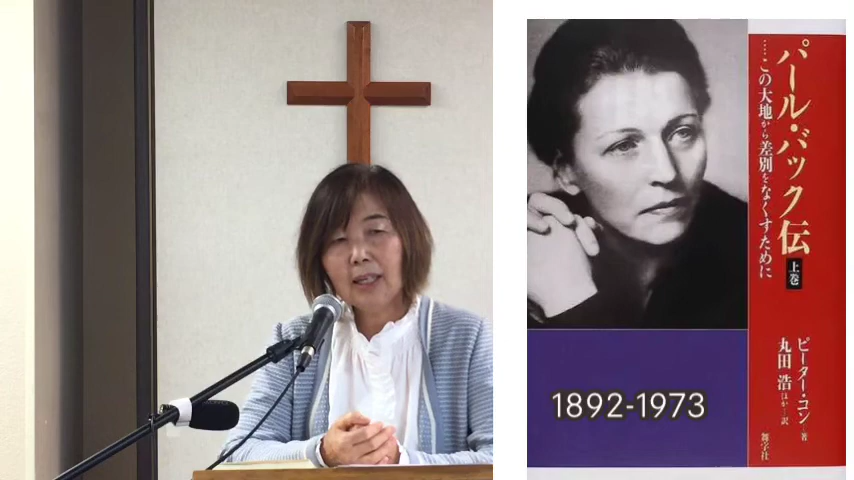 パール・バック伝
上巻
……この大地から差別をなくすために
ピーター・コン 著
丸田 浩 ほか 訳
舞字社
1892-1973